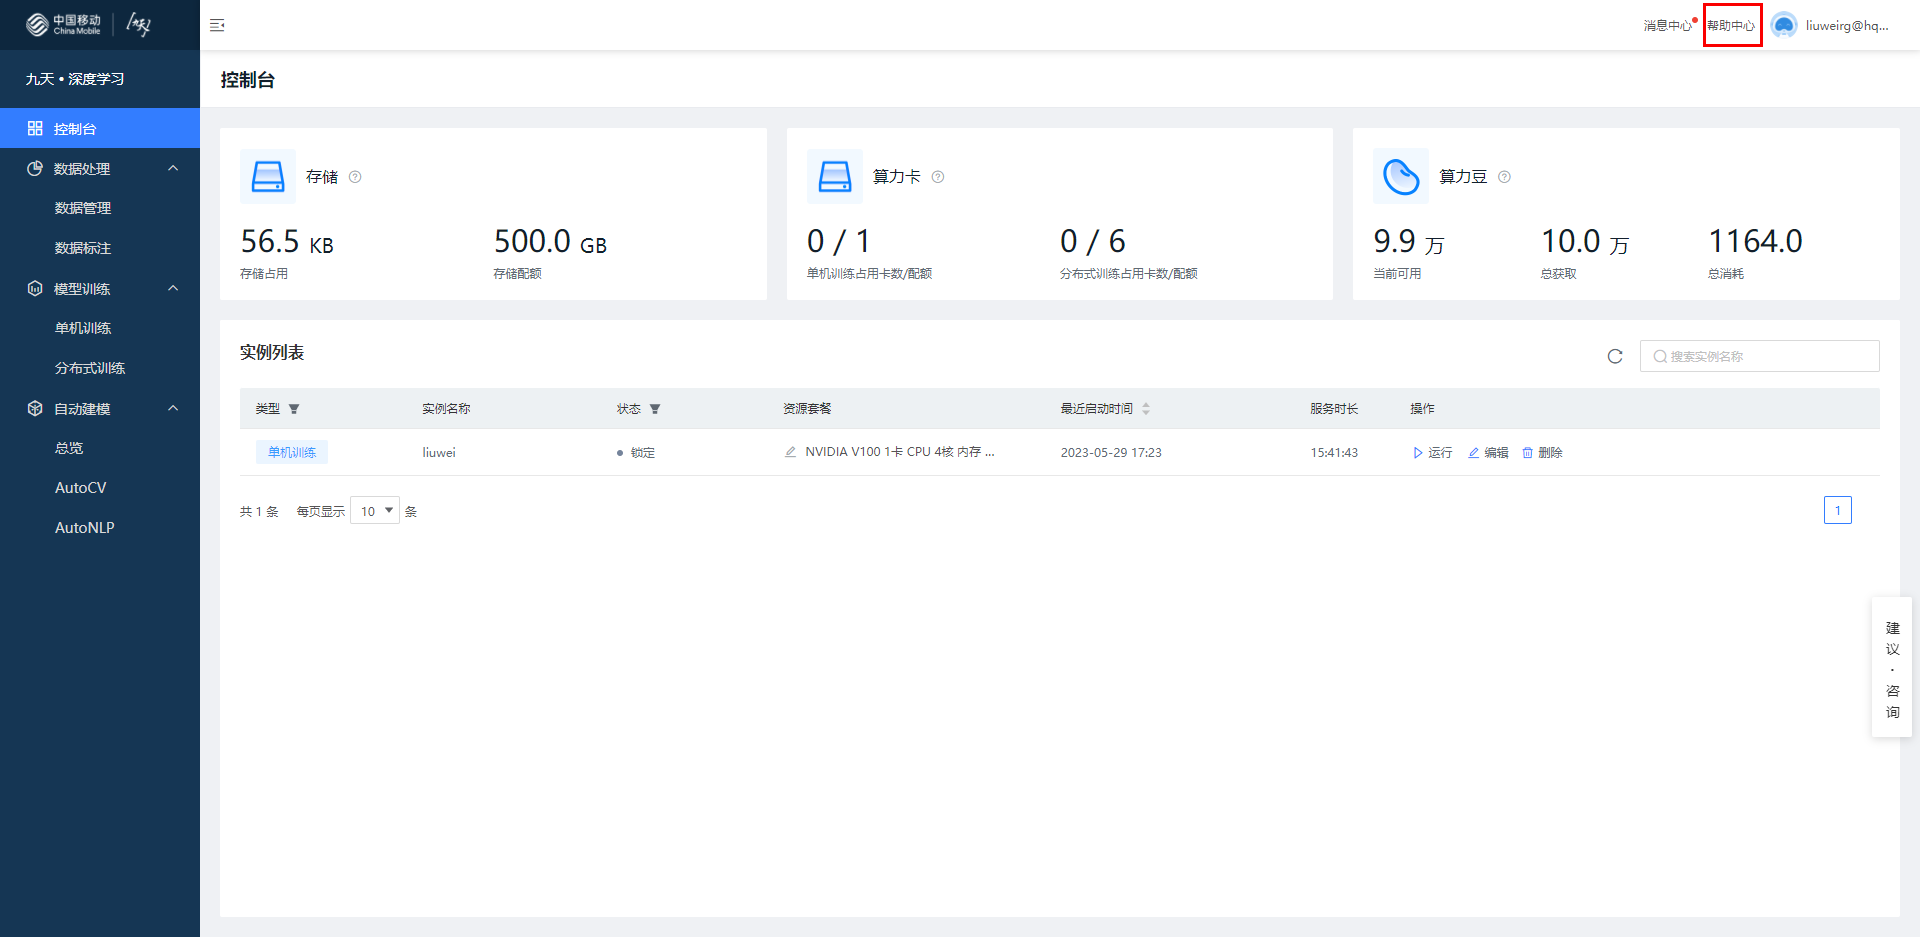 中国移动
China Mobile
九天
消息中心
帮助中心
liuweirg@hq...
九天 • 深度学习
控制台
数据处理
数据管理
数据标注
模型训练
单机训练
分布式训练
自动建模
总览
AutoCV
AutoNLP
控制台
存储
56.5 KB
存储占用
500.0 GB
存储配额
算力卡
0 / 1
单机训练占用卡数/配额
0 / 6
分布式训练占用卡数/配额
算力豆
9.9 万
当前可用
10.0 万
总获取
1164.0
总消耗
实例列表
搜索实例名称
类型 实例名称 状态 资源套餐 最近启动时间 服务时长 操作
单机训练 liuwei 锁定 NVIDIA V100 1卡 CPU 4核 内存 ... 2023-05-29 17:23 15:41:43 运行 编辑 删除
共 1 条 每页显示 10 条
1
建
议
·
咨
询